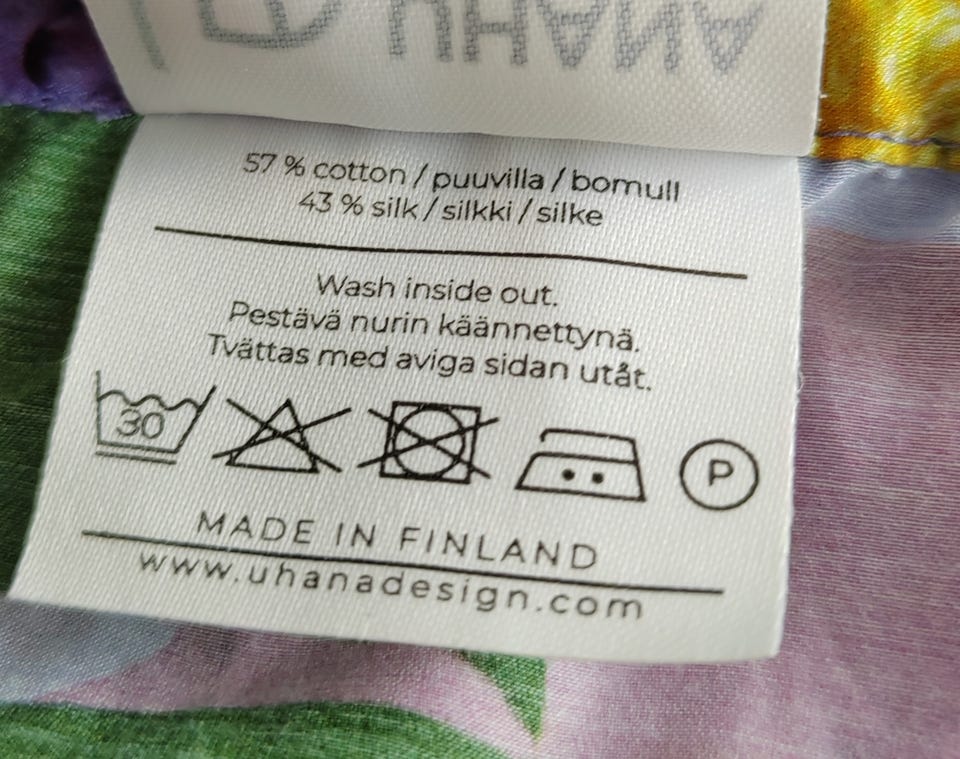 UHANA
57 % cotton / puuvilla / bomull
43 % silk / silkki / silke
Wash inside out.
Pestävä nurin käännettynä.
Tvättas med aviga sidan utåt.
30
P
MADE IN FINLAND
www.uhanadesign.com